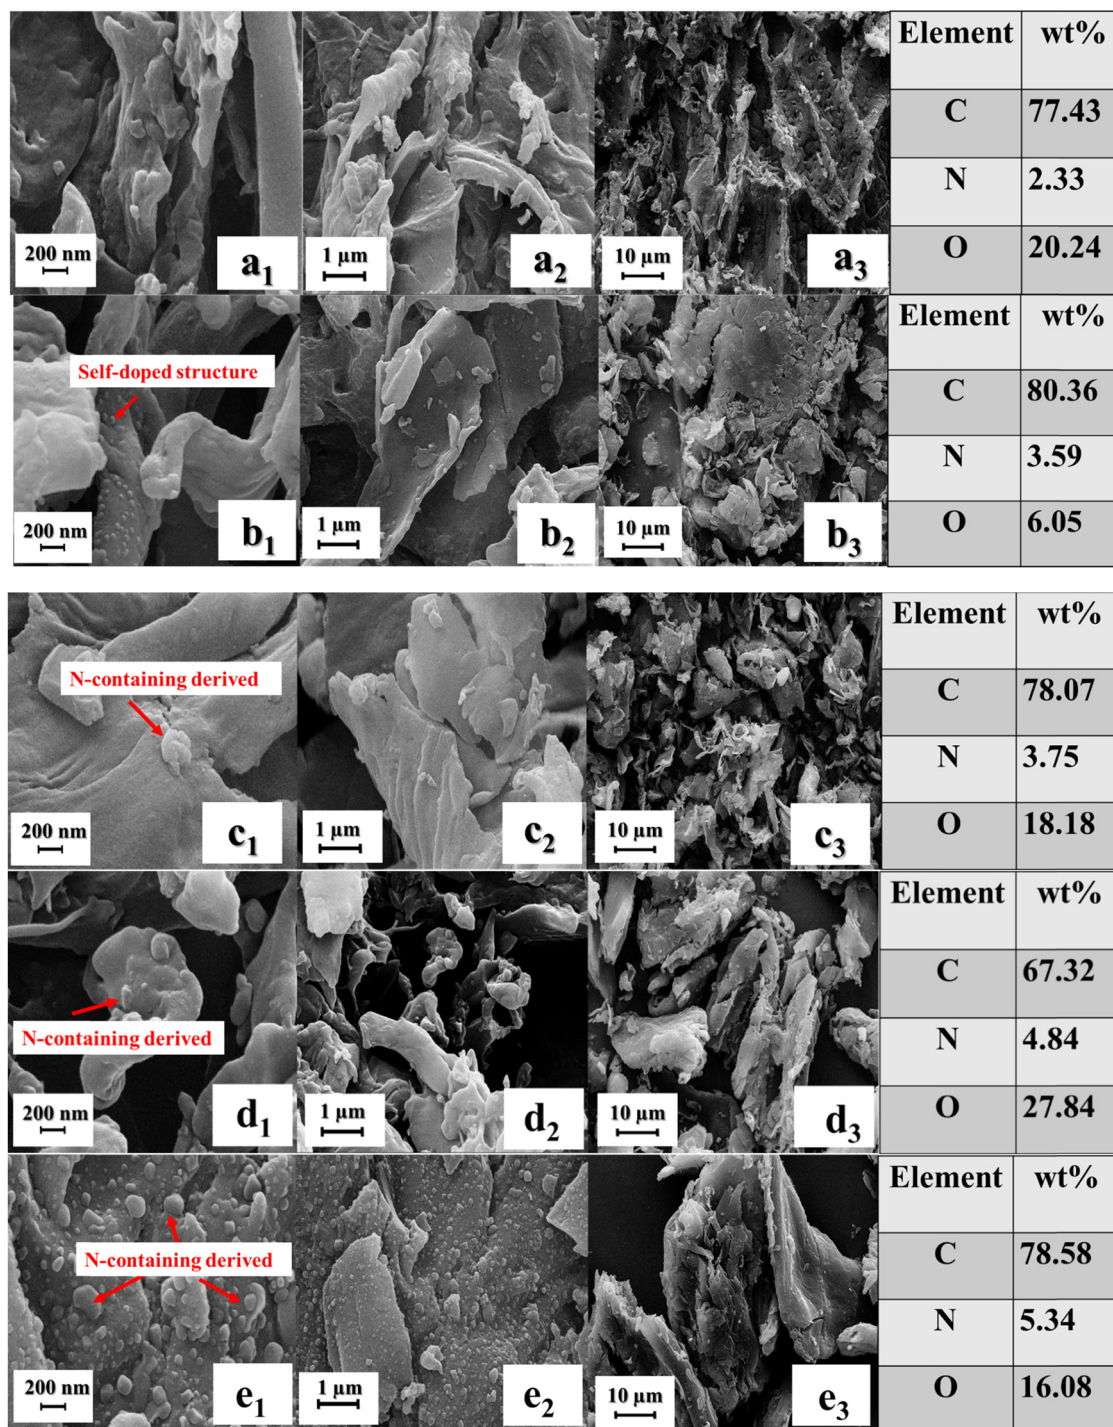 200 nm
a1
1 μm
a2
10 μm
a3
Element wt%
C 77.43
N 2.33
O 20.24
Self-doped structure
200 nm
b1
1 μm
b2
10 μm
b3
Element wt%
C 80.36
N 3.59
O 6.05
N-containing derived
200 nm
c1
1 μm
c2
10 μm
c3
Element wt%
C 78.07
N 3.75
O 18.18
N-containing derived
200 nm
d1
1 μm
d2
10 μm
d3
Element wt%
C 67.32
N 4.84
O 27.84
N-containing derived
200 nm
e1
1 μm
e2
10 μm
e3
Element wt%
C 78.58
N 5.34
O 16.08